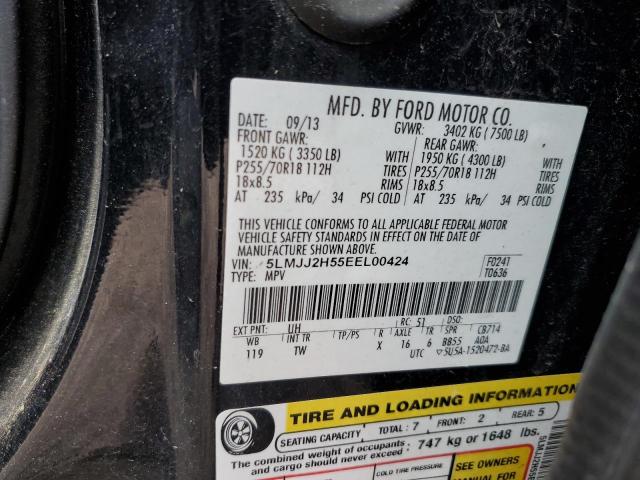 MFD. BY FORD MOTOR CO.
DATE: 09/13 GVWR: 3402 KG ( 7500 LB)
FRONT GAWR: REAR GAWR:
1520 KG ( 3350 LB) WITH 1950 KG ( 4300 LB) WITH
P255/70R18 112H TIRES P255/70R18 112H TIRES
18x8.5 RIMS 18x8.5 RIMS
AT 235 kPa/ 34 PSI COLD AT 235 kPa/ 34 PSI COLD
THIS VEHICLE CONFORMS TO ALL APPLICABLE FEDERAL MOTOR
VEHICLE SAFETY STANDARDS IN EFFECT ON THE DATE OF
MANUFACTURE SHOWN ABOVE.
VIN: 5LMJJ2H55EEL00424 F0241
TYPE: MPV T0636
EXT PNT: UH RC: 51 DSO: CB714
WB INT TR TP/PS R AXLE TR SPR A0A
119 TW X 16 6 BB55
UTC ▽5U5A-1520472-BA
TIRE AND LOADING INFORMATION
SEATING CAPACITY TOTAL: 7 FRONT: 2 REAR: 5
The combined weight of occupants 747 kg or 1648 lbs.
and cargo should never exceed
COLD TIRE PRESSURE
SEE OWNERS
MANUAL FOR